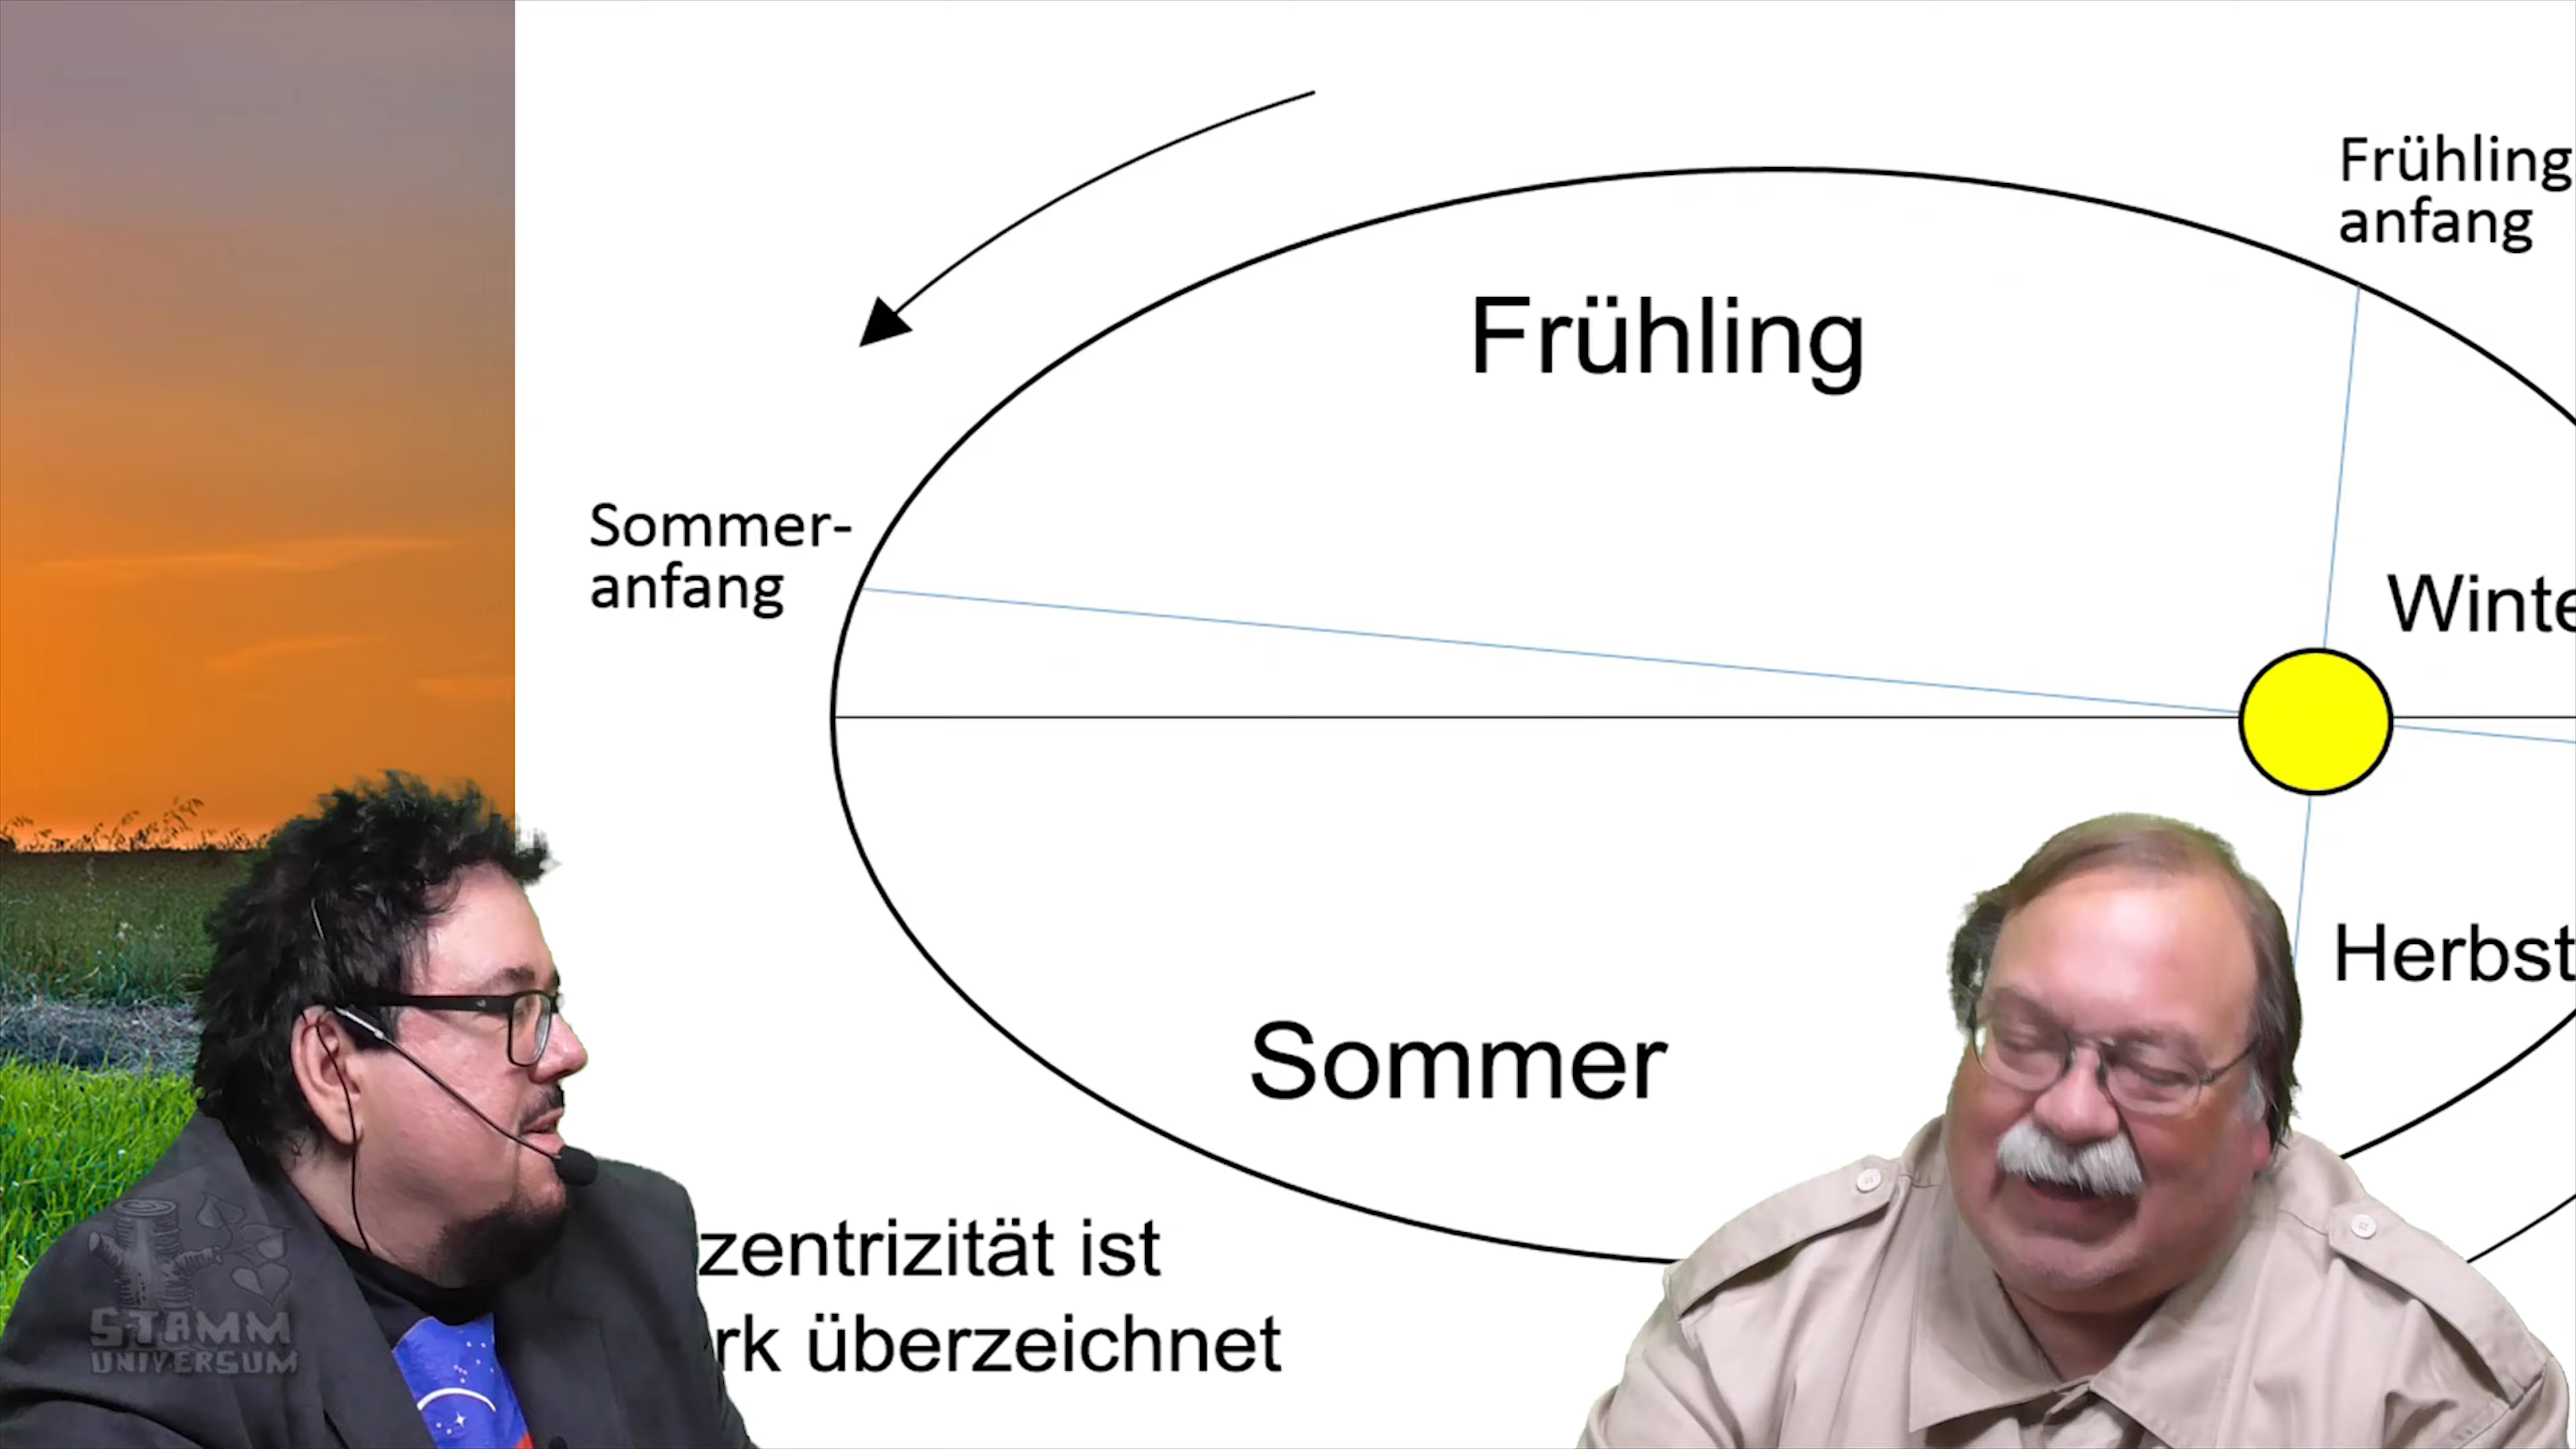 Frühling
anfang
Frühling
Sommer-
anfang
Winte
Herbst
Sommer
zentrizität ist
rk überzeichnet
STAMM
UNIVERSUM